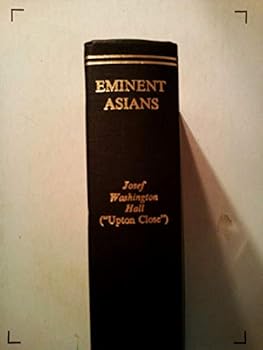 EMINENT
ASIANS
Josef
Washington
Hall
("Upton Close")